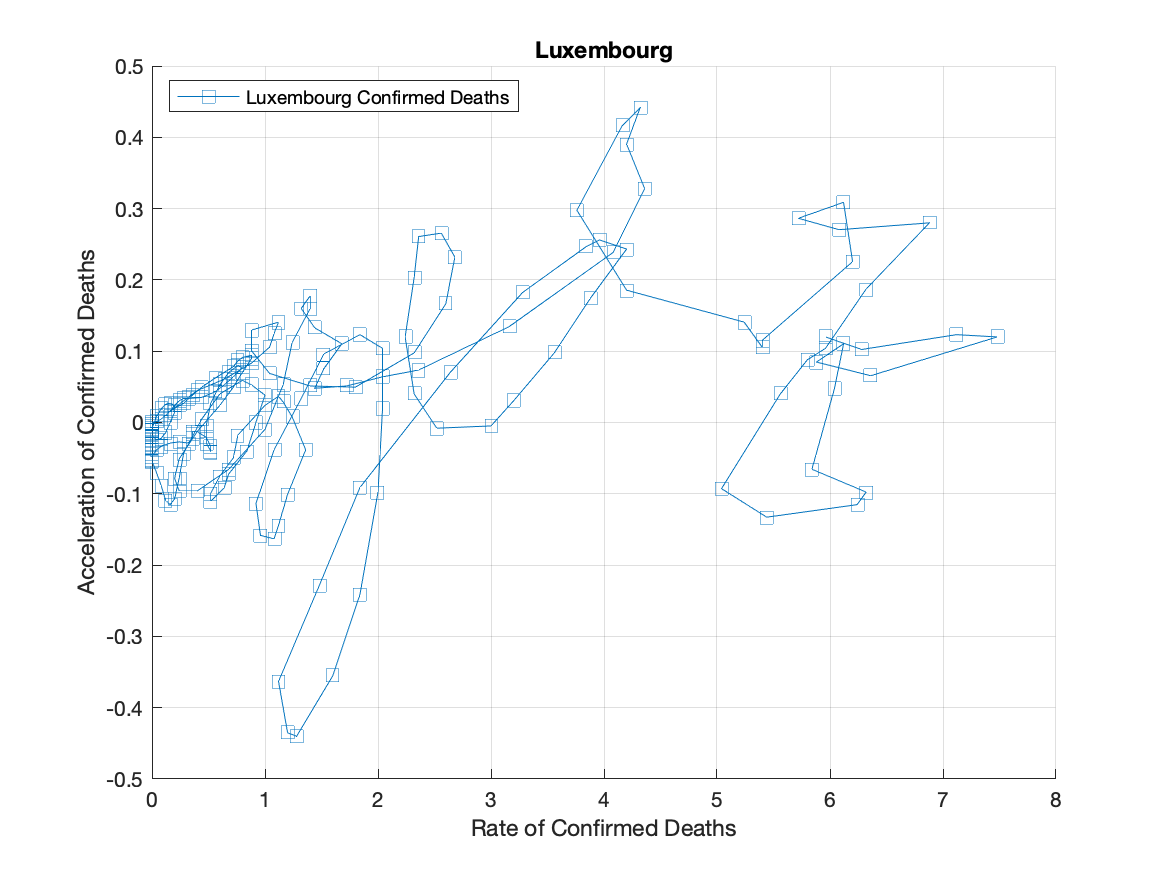 Luxembourg
Luxembourg Confirmed Deaths
0.5
0.4
0.3
0.2
0.1
0
-0.1
-0.2
-0.3
-0.4
-0.5
Acceleration of Confirmed Deaths
0 1 2 3 4 5 6 7 8
Rate of Confirmed Deaths